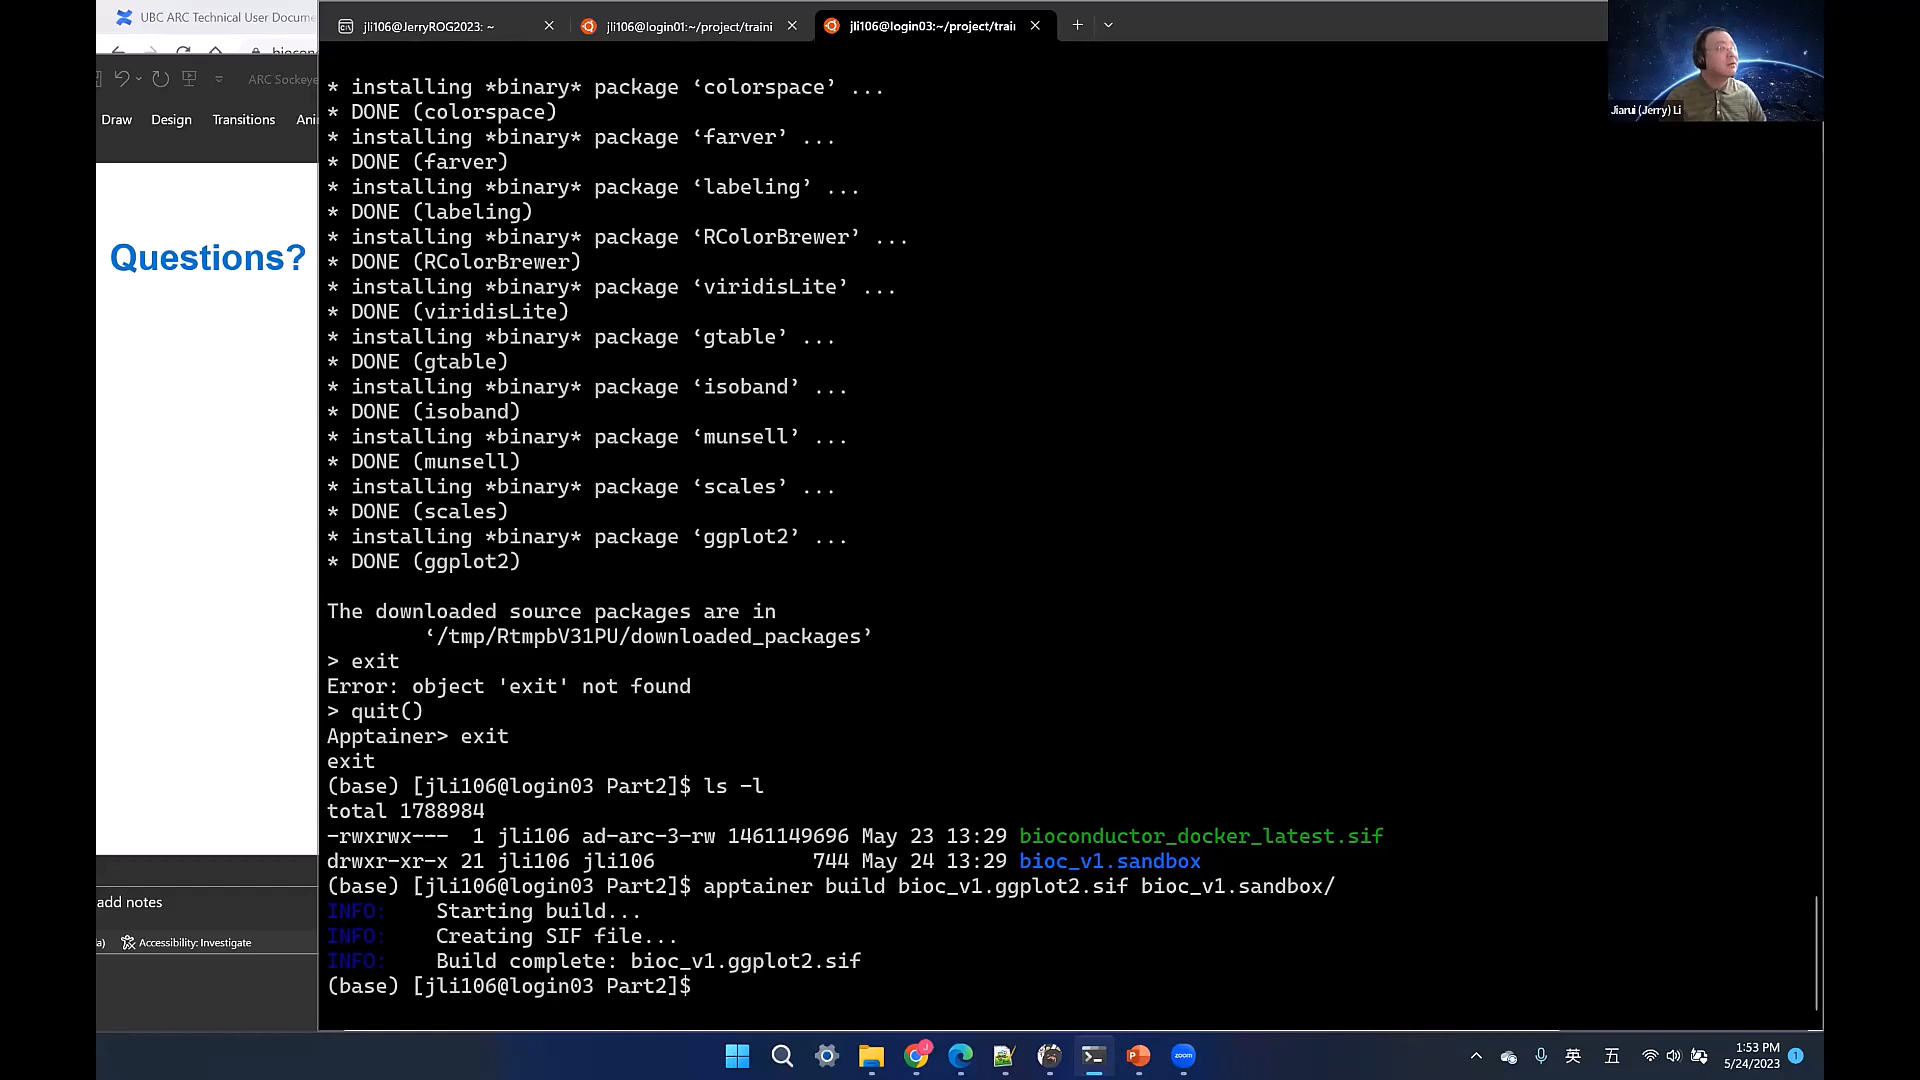 UBC ARC Technical User Docume
ARC Sockeye
Draw Design Transitions Ani
Questions?
add notes
Accessibility: Investigate
jli106@JerryROG2023: ~
jli106@login01:~/project/traini
jli106@login03:~/project/trair
* installing *binary* package ‘colorspace’ ...
* DONE (colorspace)
* installing *binary* package ‘farver’ ...
* DONE (farver)
* installing *binary* package ‘labeling’ ...
* DONE (labeling)
* installing *binary* package ‘RColorBrewer’ ...
* DONE (RColorBrewer)
* installing *binary* package ‘viridisLite’ ...
* DONE (viridisLite)
* installing *binary* package ‘gtable’ ...
* DONE (gtable)
* installing *binary* package ‘isoband’ ...
* DONE (isoband)
* installing *binary* package ‘munsell’ ...
* DONE (munsell)
* installing *binary* package ‘scales’ ...
* DONE (scales)
* installing *binary* package ‘ggplot2’ ...
* DONE (ggplot2)
The downloaded source packages are in
‘/tmp/RtmpbV31PU/downloaded_packages’
> exit
Error: object 'exit' not found
> quit()
Apptainer> exit
exit
(base) [jli106@login03 Part2]$ ls -l
total 1788984
-rwxrwx--- 1 jli106 ad-arc-3-rw 1461149696 May 23 13:29 bioconductor_docker_latest.sif
drwxr-xr-x 21 jli106 jli106 744 May 24 13:29 bioc_v1.sandbox
(base) [jli106@login03 Part2]$ apptainer build bioc_v1.ggplot2.sif bioc_v1.sandbox/
INFO: Starting build...
INFO: Creating SIF file...
INFO: Build complete: bioc_v1.ggplot2.sif
(base) [jli106@login03 Part2]$
Jiarui (Jerry) Li
zoom
英
五
1:53 PM
5/24/2023
1